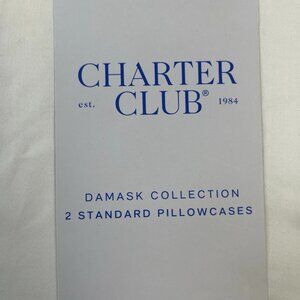 CHARTER
est. CLUB® 1984
DAMASK COLLECTION
2 STANDARD PILLOWCASES